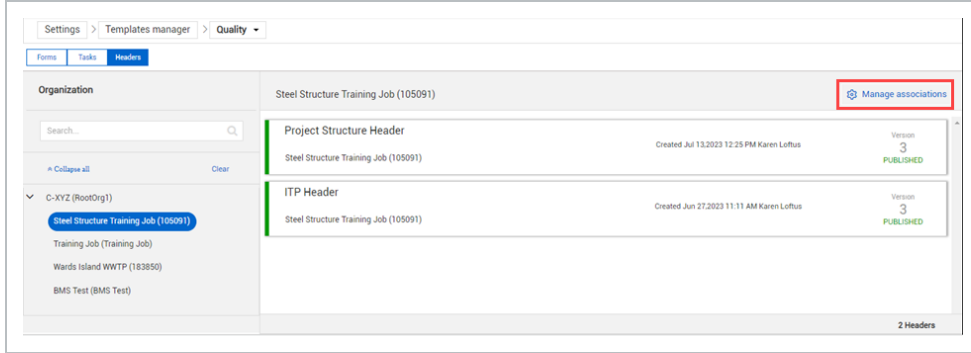 Settings > Templates manager > Quality
Forms Tasks Headers
Organization
Steel Structure Training Job (105091)
Manage associations
Search...
Collapse all Clear
C-XYZ (RootOrg1)
Steel Structure Training Job (105091)
Training Job (Training Job)
Wards Island WWTP (183850)
BMS Test (BMS Test)
Project Structure Header
Steel Structure Training Job (105091)
Created Jul 13,2023 12:25 PM Karen Loftus
Version
3
PUBLISHED
ITP Header
Steel Structure Training Job (105091)
Created Jun 27,2023 11:11 AM Karen Loftus
Version
3
PUBLISHED
2 Headers